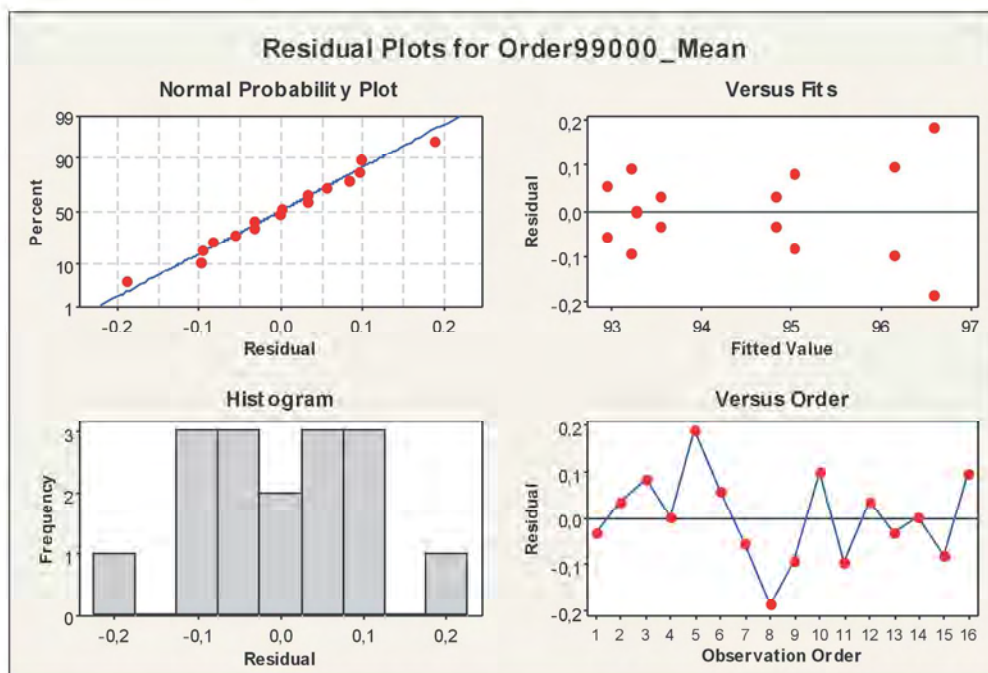 Residual Plots for Order99000_Mean
Normal Probability Plot
99
90
50
10
1
Percent
-0,2 -0,1 0,0 0,1 0,2
Residual
Versus Fits
0,2
0,1
0,0
-0,1
-0,2
Residual
93 94 95 96 97
Fitted Value
Histogram
3
2
1
0
Frequency
-0,2 -0,1 0,0 0,1 0,2
Residual
Versus Order
0,2
0,1
0,0
-0,1
-0,2
Residual
1 2 3 4 5 6 7 8 9 10 11 12 13 14 15 16
Observation Order